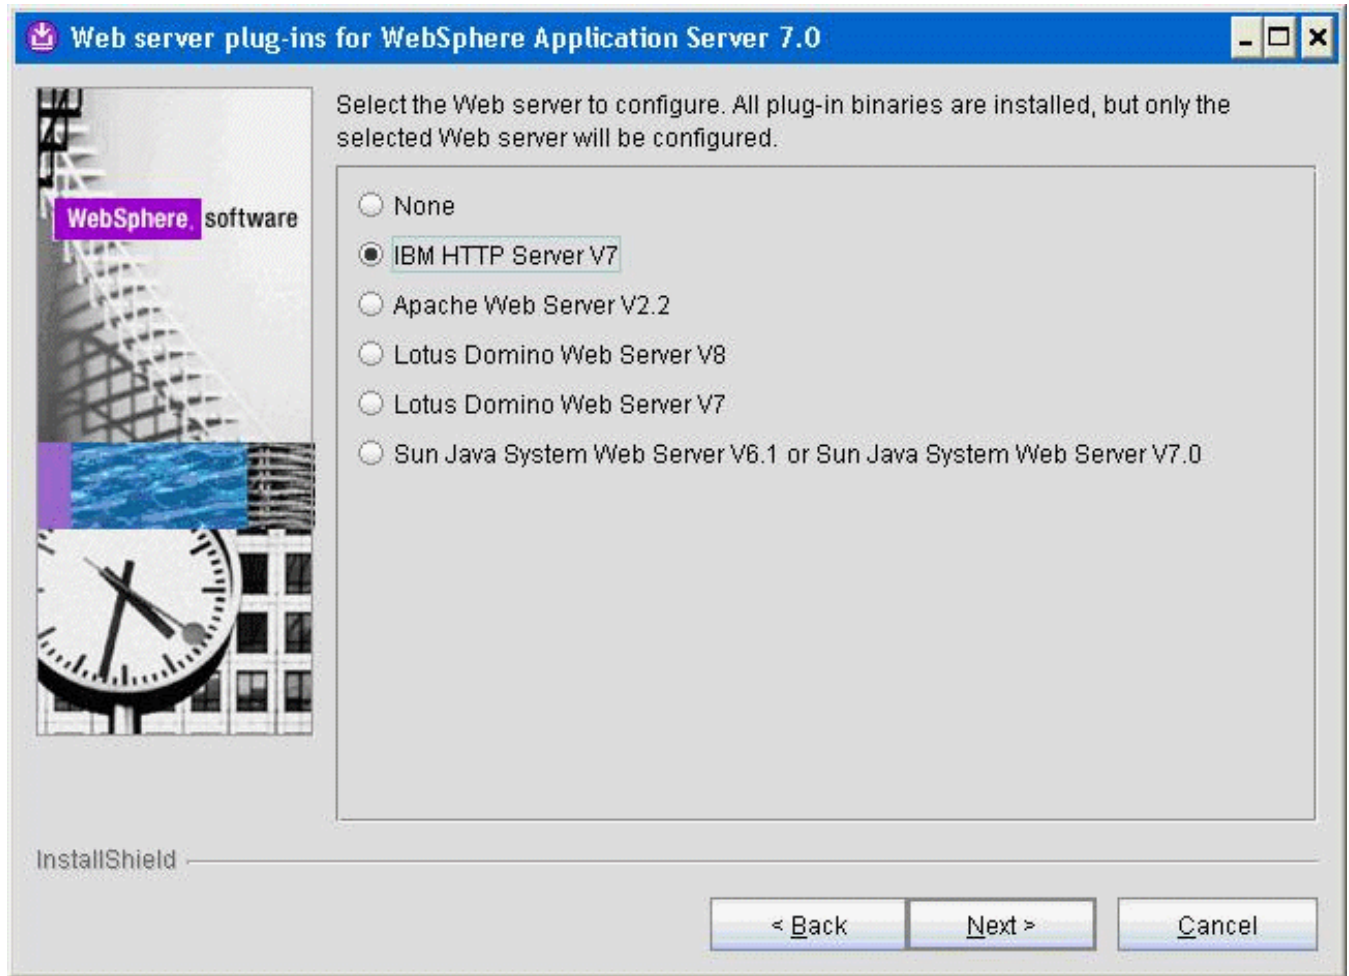 Web server plug-ins for WebSphere Application Server 7.0
Select the Web server to configure. All plug-in binaries are installed, but only the
selected Web server will be configured.
WebSphere. software
None
IBM HTTP Server V7
Apache Web Server V2.2
Lotus Domino Web Server V8
Lotus Domino Web Server V7
Sun Java System Web Server V6.1 or Sun Java System Web Server V7.0
InstallShield
< Back
Next >
Cancel